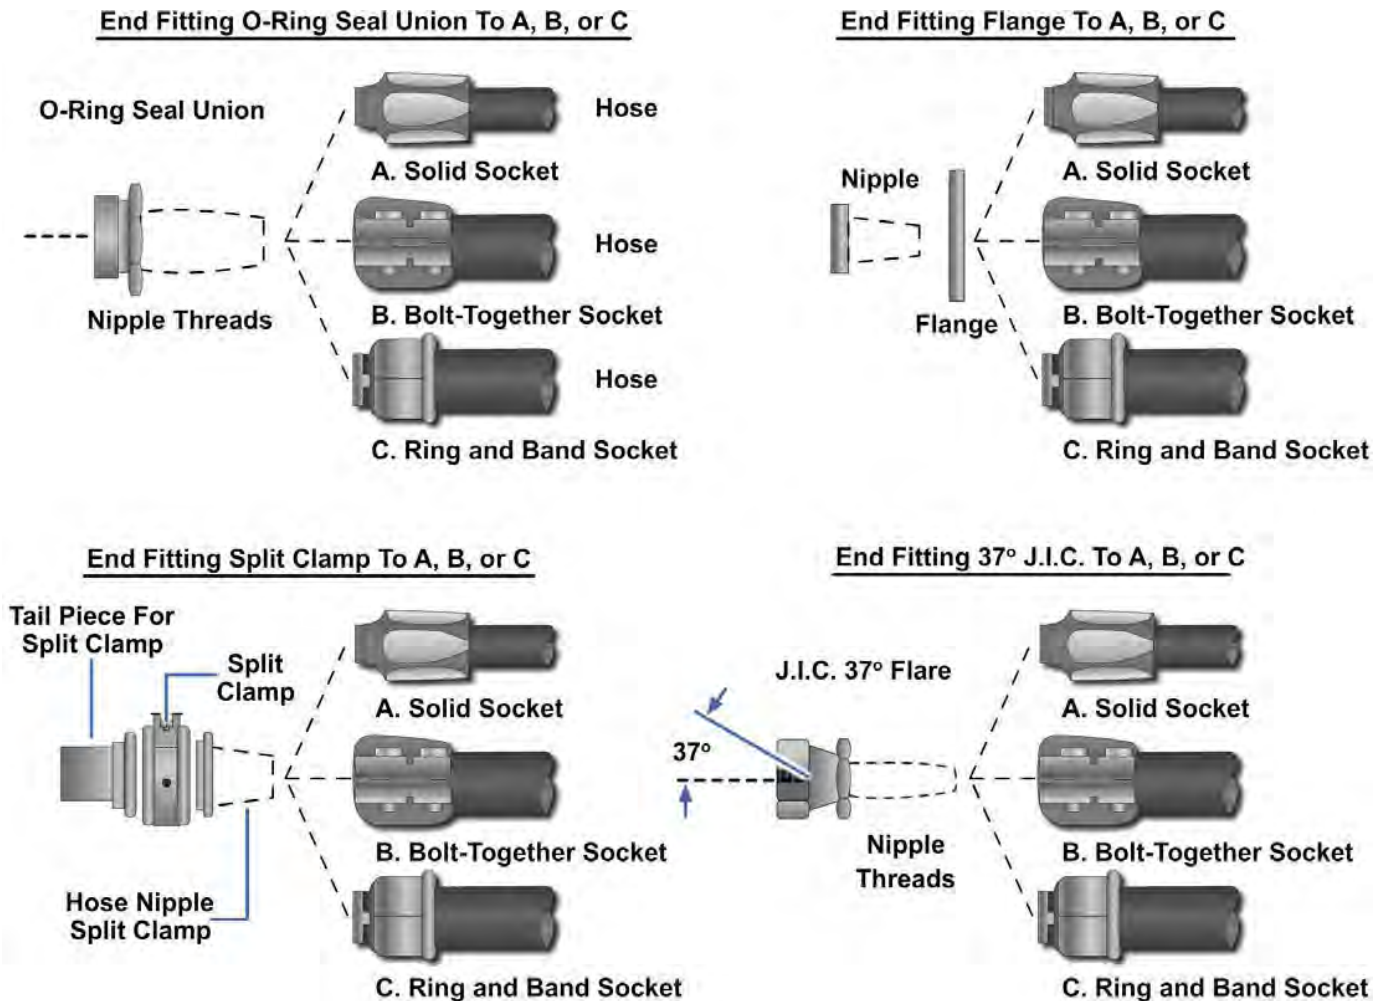 End Fitting O-Ring Seal Union To A, B, or C
O-Ring Seal Union
Hose
A. Solid Socket
Hose
Nipple Threads
B. Bolt-Together Socket
Hose
C. Ring and Band Socket
End Fitting Flange To A, B, or C
A. Solid Socket
Nipple
Flange
B. Bolt-Together Socket
C. Ring and Band Socket
End Fitting Split Clamp To A, B, or C
Tail Piece For
Split Clamp
Split
Clamp
A. Solid Socket
B. Bolt-Together Socket
Hose Nipple
Split Clamp
C. Ring and Band Socket
End Fitting 37° J.I.C. To A, B, or C
J.I.C. 37° Flare
A. Solid Socket
37°
Nipple
Threads
B. Bolt-Together Socket
C. Ring and Band Socket